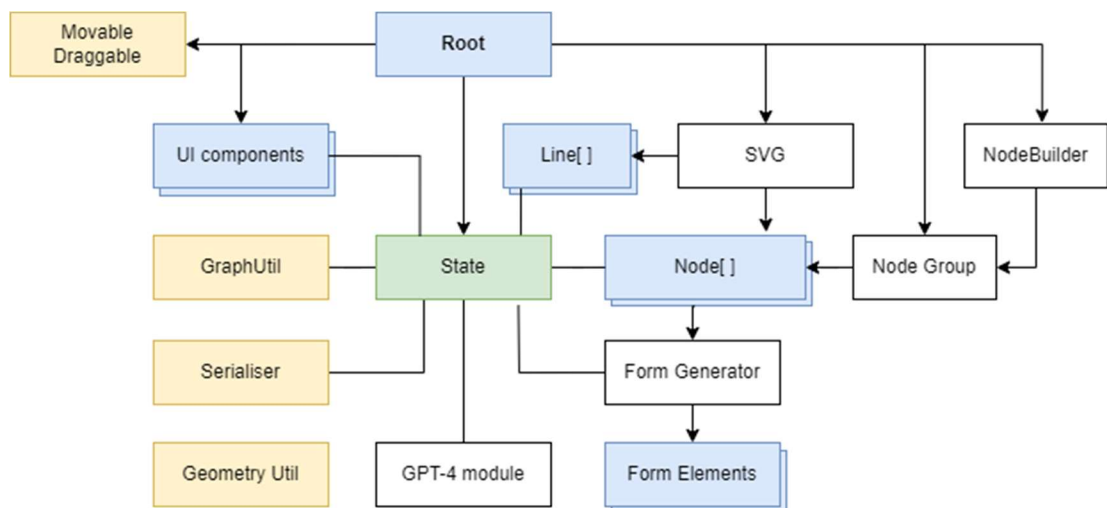 Movable
Draggable
Root
UI components
Line[ ]
SVG
NodeBuilder
GraphUtil
State
Node[ ]
Node Group
Serialiser
Form Generator
Geometry Util
GPT-4 module
Form Elements